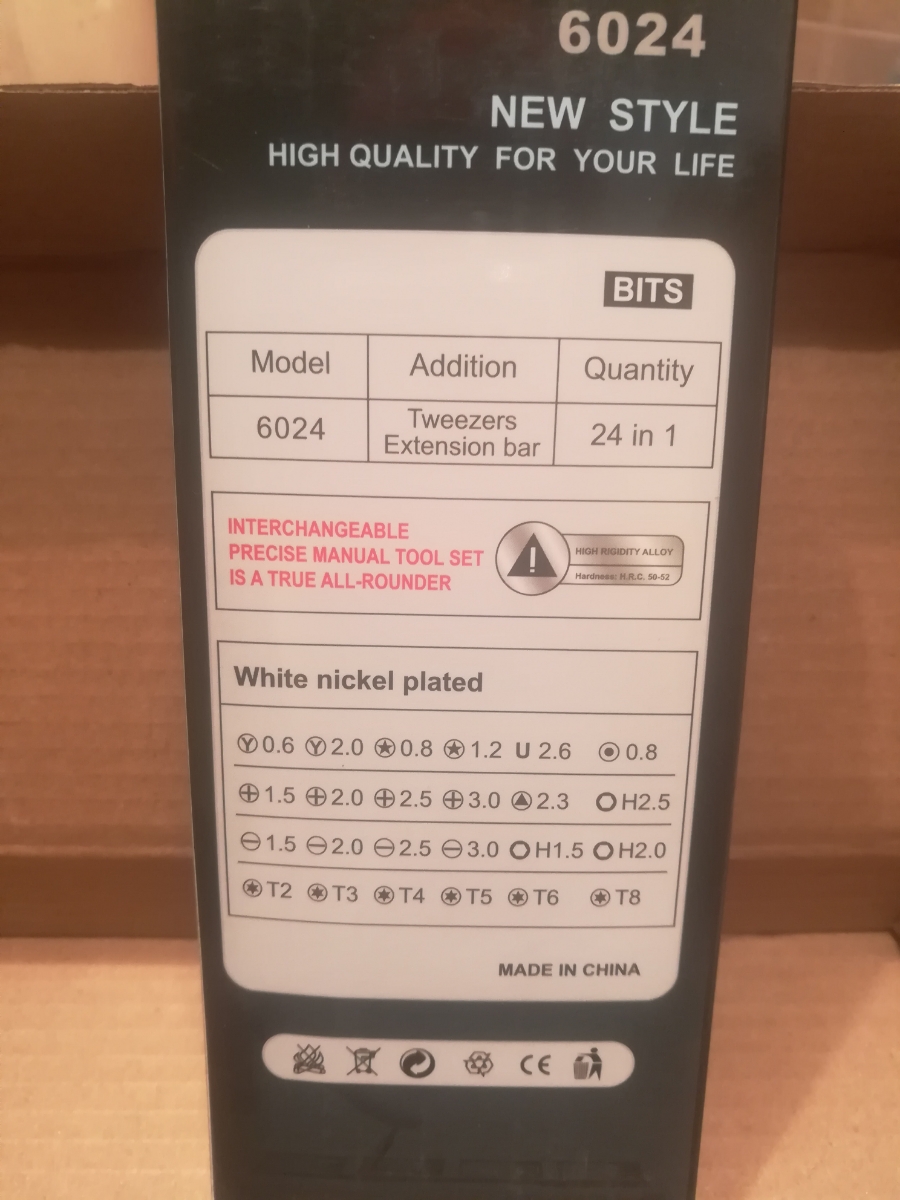 6024
NEW STYLE
HIGH QUALITY FOR YOUR LIFE
BITS
Model Addition Quantity
6024 Tweezers Extension bar 24 in 1
INTERCHANGEABLE
PRECISE MANUAL TOOL SET
IS A TRUE ALL-ROUNDER
HIGH RIGIDITY ALLOY
Hardness: H.R.C. 50-52
White nickel plated
0.6 2.0 0.8 1.2 U 2.6 0.8
1.5 2.0 2.5 3.0 2.3 H2.5
1.5 2.0 2.5 3.0 H1.5 H2.0
T2 T3 T4 T5 T6 T8
MADE IN CHINA
CE